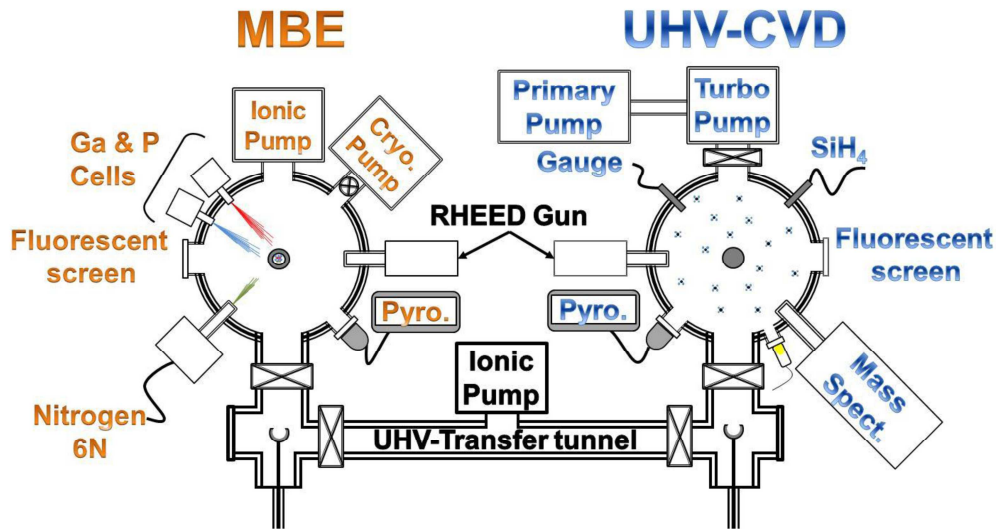 MBE
UHV-CVD
Ionic
Pump
Cryo.
Pump
Primary
Pump
Turbo
Pump
Ga & P
Cells
Gauge
SiH4
RHEED Gun
Fluorescent
screen
Fluorescent
screen
Pyro.
Pyro.
Ionic
Pump
Mass
Spect.
Nitrogen
6N
UHV-Transfer tunnel